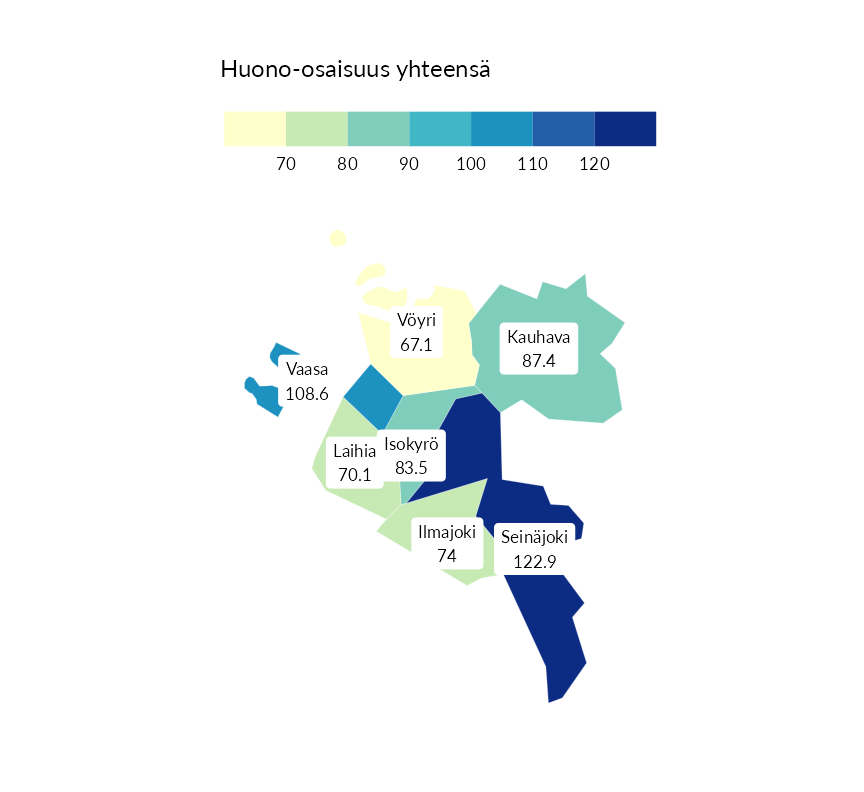 Huono-osaisuus yhteensä
70 80 90 100 110 120
Vöyri
67.1
Kauhava
87.4
Vaasa
108.6
Isokyrö
83.5
Laihia
70.1
Ilmajoki
74
Seinäjoki
122.9